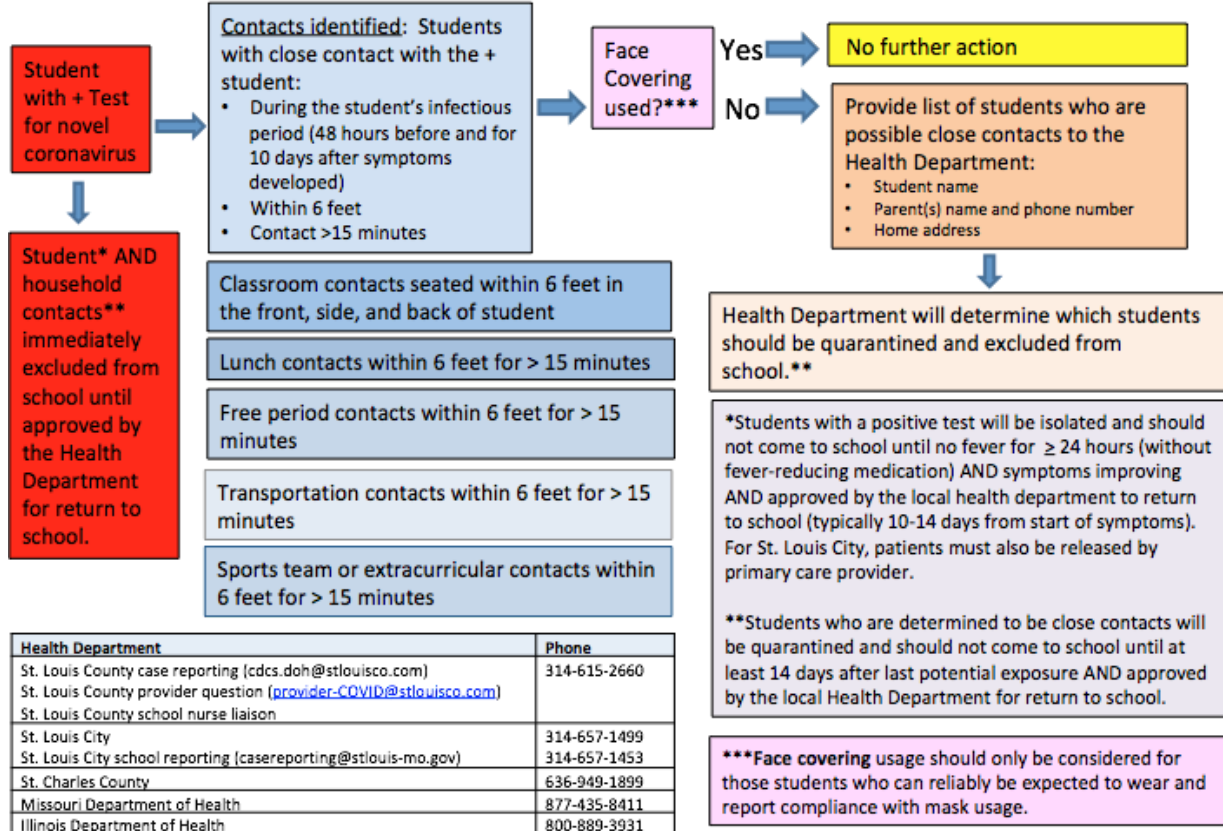 Student
with + Test
for novel
coronavirus
Student* AND
household
contacts**
immediately
excluded from
school until
approved by
the Health
Department
for return to
school.
Contacts identified: Students
with close contact with the +
student:
• During the student's infectious
period (48 hours before and for
10 days after symptoms
developed)
• Within 6 feet
• Contact >15 minutes
Classroom contacts seated within 6 feet in
the front, side, and back of student
Lunch contacts within 6 feet for > 15 minutes
Free period contacts within 6 feet for > 15
minutes
Transportation contacts within 6 feet for > 15
minutes
Sports team or extracurricular contacts within
6 feet for > 15 minutes
Face
Covering
used?***
Yes
No further action
No
Provide list of students who are
possible close contacts to the
Health Department:
• Student name
• Parent(s) name and phone number
• Home address
Health Department will determine which students
should be quarantined and excluded from
school.**
*Students with a positive test will be isolated and should
not come to school until no fever for ≥ 24 hours (without
fever-reducing medication) AND symptoms improving
AND approved by the local health department to return
to school (typically 10-14 days from start of symptoms).
For St. Louis City, patients must also be released by
primary care provider.
**Students who are determined to be close contacts will
be quarantined and should not come to school until at
least 14 days after last potential exposure AND approved
by the local Health Department for return to school.
***Face covering usage should only be considered for
those students who can reliably be expected to wear and
report compliance with mask usage.
Health Department Phone
St. Louis County case reporting (cdcs.doh@stlouisco.com) 314-615-2660
St. Louis County provider question (provider-COVID@stlouisco.com)
St. Louis County school nurse liaison
St. Louis City 314-657-1499
St. Louis City school reporting (casereporting@stlouis-mo.gov) 314-657-1453
St. Charles County 636-949-1899
Missouri Department of Health 877-435-8411
Illinois Department of Health 800-889-3931